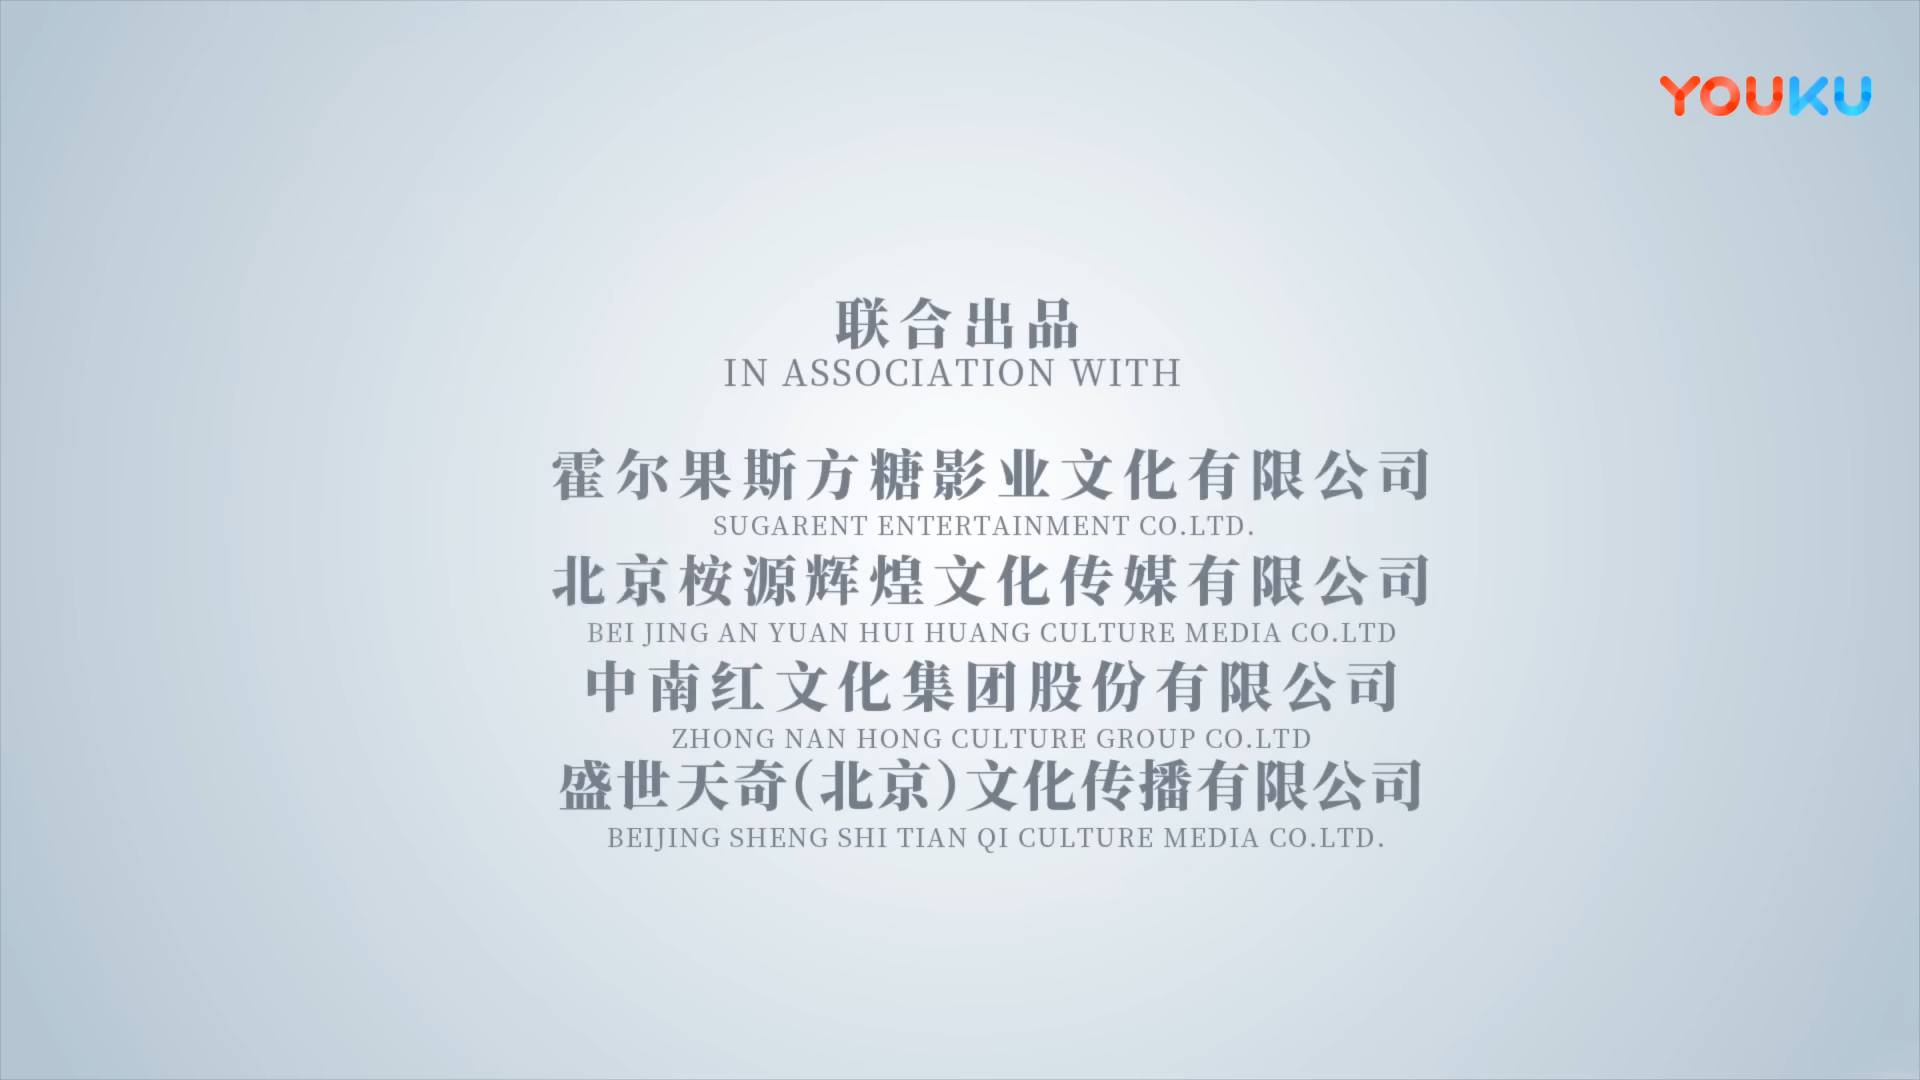 YOUKU
联合出品
IN ASSOCIATION WITH
霍尔果斯方糖影业文化有限公司
SUGARENT ENTERTAINMENT CO.LTD.
北京桉源辉煌文化传媒有限公司
BEI JING AN YUAN HUI HUANG CULTURE MEDIA CO.LTD
中南红文化集团股份有限公司
ZHONG NAN HONG CULTURE GROUP CO.LTD
盛世天奇(北京)文化传播有限公司
BEIJING SHENG SHI TIAN QI CULTURE MEDIA CO.LTD.